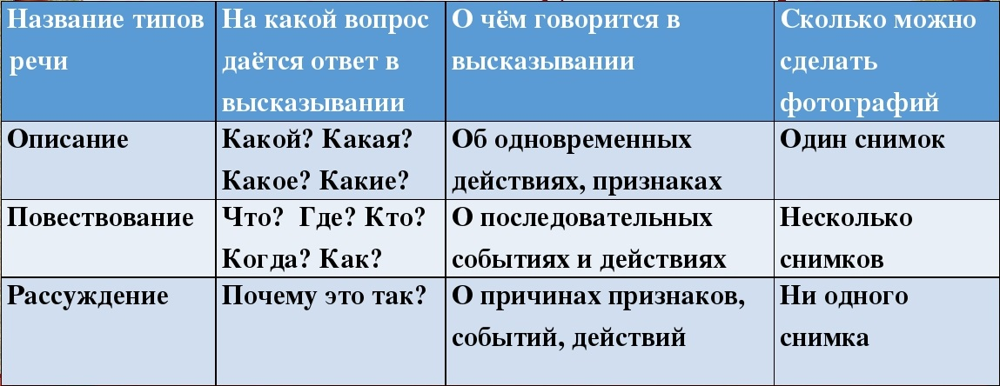 Название типов
речи
На какой вопрос
даётся ответ в
высказывании
О чём говорится в
высказывании
Сколько можно
сделать
фотографий
Описание
Какой? Какая?
Какое? Какие?
Об одновременных
действиях, признаках
Один снимок
Повествование
Что?  Где? Кто?
Когда? Как?
О последовательных
событиях и действиях
Несколько
снимков
Рассуждение
Почему это так?
О причинах признаков,
событий, действий
Ни одного
снимка